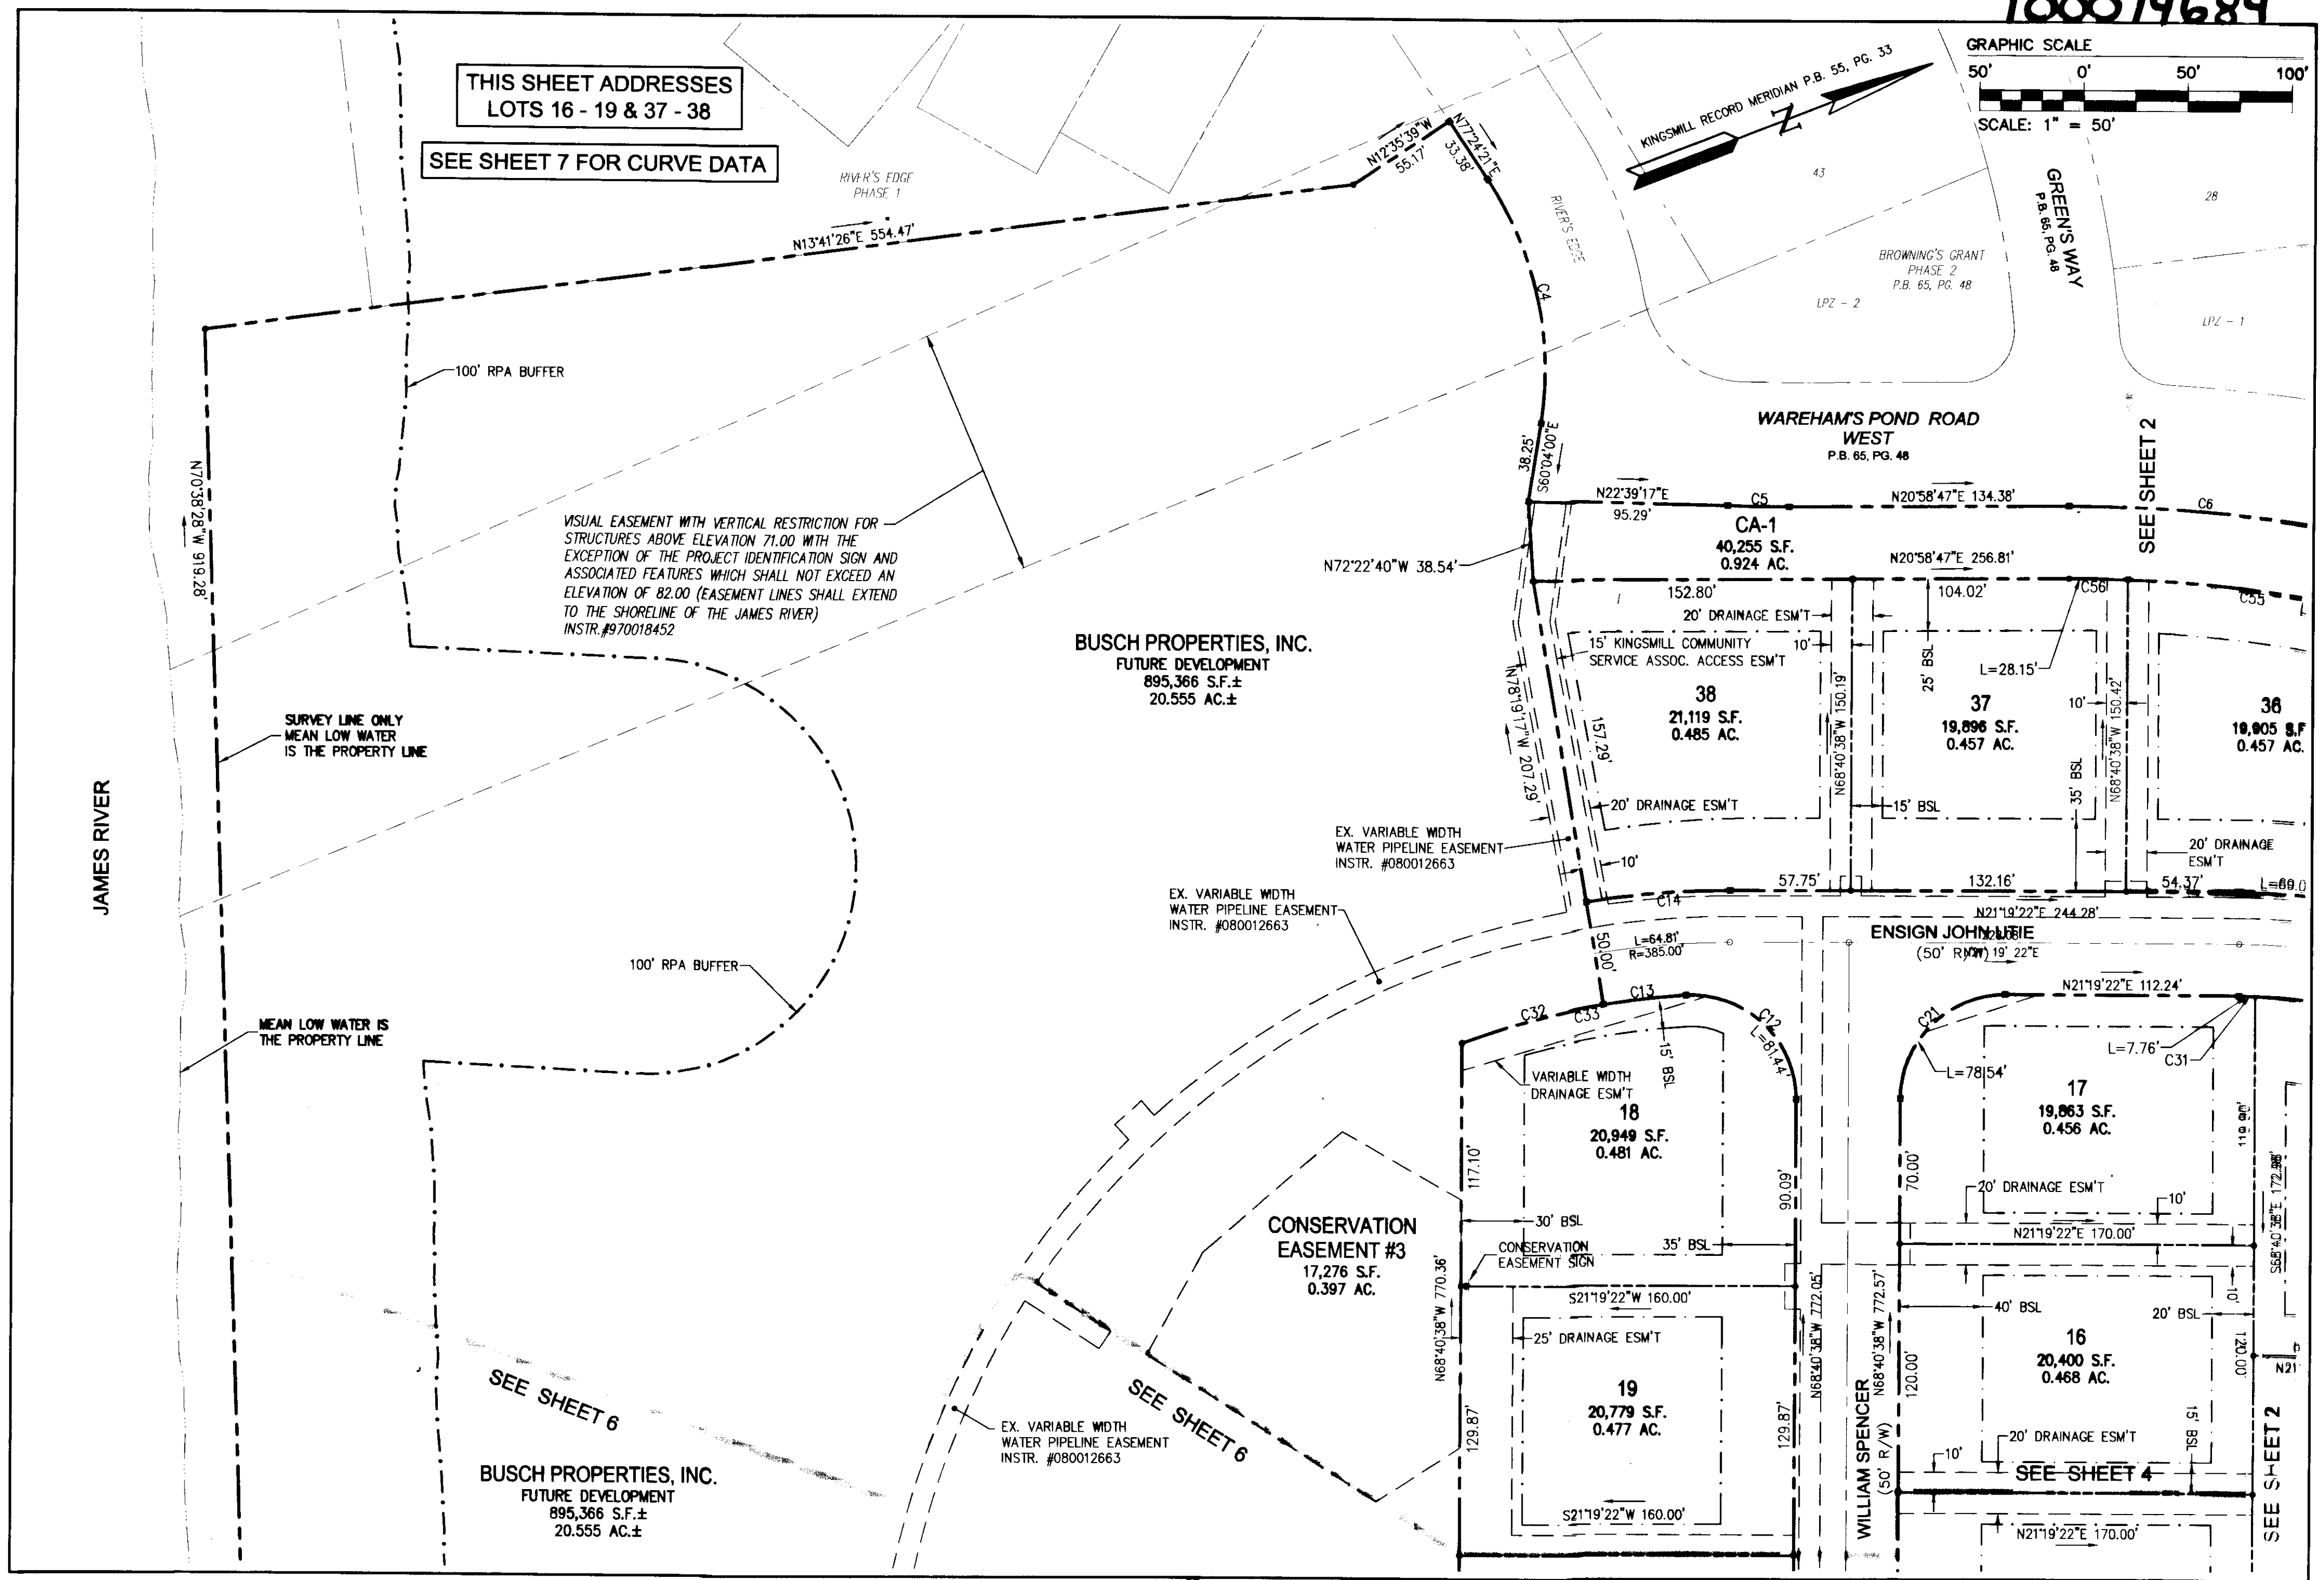 100014684
GRAPHIC SCALE
50' 0' 50' 100'
SCALE: 1" = 50'
THIS SHEET ADDRESSES
LOTS 16 - 19 & 37 - 38
SEE SHEET 7 FOR CURVE DATA
KINGSMILL RECORD MERIDIAN P.B. 55, PG. 33
N
RIVER'S EDGE
PHASE 1
N12°35'39"W
55.17'
N77°24'21"E
33.38'
N13°41'26"E 554.47'
RIVER'S EDGE
43
28
GREEN'S WAY
P.B. 65, PG. 48
BROWNING'S GRANT
PHASE 2
P.B. 65, PG. 48
LPZ - 2
LPZ - 1
C4
100' RPA BUFFER
WAREHAM'S POND ROAD
WEST
P.B. 65, PG. 48
SEE SHEET 2
38.25'
S60°04'00"E
N22°39'17"E
95.29'
C5
N20°58'47"E 134.38'
C6
CA-1
40,255 S.F.
0.924 AC.
N70°38'28"W 919.28'
VISUAL EASEMENT WITH VERTICAL RESTRICTION FOR
STRUCTURES ABOVE ELEVATION 71.00 WITH THE
EXCEPTION OF THE PROJECT IDENTIFICATION SIGN AND
ASSOCIATED FEATURES WHICH SHALL NOT EXCEED AN
ELEVATION OF 82.00 (EASEMENT LINES SHALL EXTEND
TO THE SHORELINE OF THE JAMES RIVER)
INSTR.#970018452
N72°22'40"W 38.54'
N20°58'47"E 256.81'
152.80'
104.02'
C56
C55
20' DRAINAGE ESM'T
15' KINGSMILL COMMUNITY
SERVICE ASSOC. ACCESS ESM'T
10'
25' BSL
L=28.15'
BUSCH PROPERTIES, INC.
FUTURE DEVELOPMENT
895,366 S.F.±
20.555 AC.±
N78°19'17"W 207.29'
157.29'
38
21,119 S.F.
0.485 AC.
N68°40'38"W 150.19'
37
19,896 S.F.
0.457 AC.
10'
N68°40'38"W 150.42'
36
19,905 S.F
0.457 AC.
SURVEY LINE ONLY
MEAN LOW WATER
IS THE PROPERTY LINE
JAMES RIVER
20' DRAINAGE ESM'T
15' BSL
35' BSL
20' DRAINAGE
ESM'T
EX. VARIABLE WIDTH
WATER PIPELINE EASEMENT
INSTR. #080012663
10'
57.75'
132.16'
54.37'
L=69.0
C14
N21°19'22"E 244.28'
EX. VARIABLE WIDTH
WATER PIPELINE EASEMENT
INSTR. #080012663
50.00'
L=64.81'
R=385.00'
ENSIGN JOHN UTIE
(50' R/W)
19' 22"E
100' RPA BUFFER
MEAN LOW WATER IS
THE PROPERTY LINE
C32
C33
C13
C12
L=81.44'
15' BSL
C21
N21°19'22"E 112.24'
L=7.76'
C31
L=78.54'
VARIABLE WIDTH
DRAINAGE ESM'T
18
20,949 S.F.
0.481 AC.
17
19,863 S.F.
0.456 AC.
117.10'
90.09'
70.00'
S68°40'38"E 172.98'
20' DRAINAGE ESM'T
10'
N21°19'22"E 170.00'
CONSERVATION
EASEMENT #3
17,276 S.F.
0.397 AC.
30' BSL
CONSERVATION
EASEMENT SIGN
35' BSL
S21°19'22"W 160.00'
N68°40'38"W 770.36'
N68°40'38"W 772.05'
N68°40'38"W 772.57'
10'
40' BSL
20' BSL
25' DRAINAGE ESM'T
16
20,400 S.F.
0.468 AC.
120.00'
120.00'
N21
19
20,779 S.F.
0.477 AC.
129.87'
129.87'
SEE SHEET 6
SEE SHEET 6
EX. VARIABLE WIDTH
WATER PIPELINE EASEMENT
INSTR. #080012663
WILLIAM SPENCER
(50' R/W)
15' BSL
20' DRAINAGE ESM'T
10'
SEE SHEET 4
SEE SHEET 2
BUSCH PROPERTIES, INC.
FUTURE DEVELOPMENT
895,366 S.F.±
20.555 AC.±
S21°19'22"W 160.00'
N21°19'22"E 170.00'